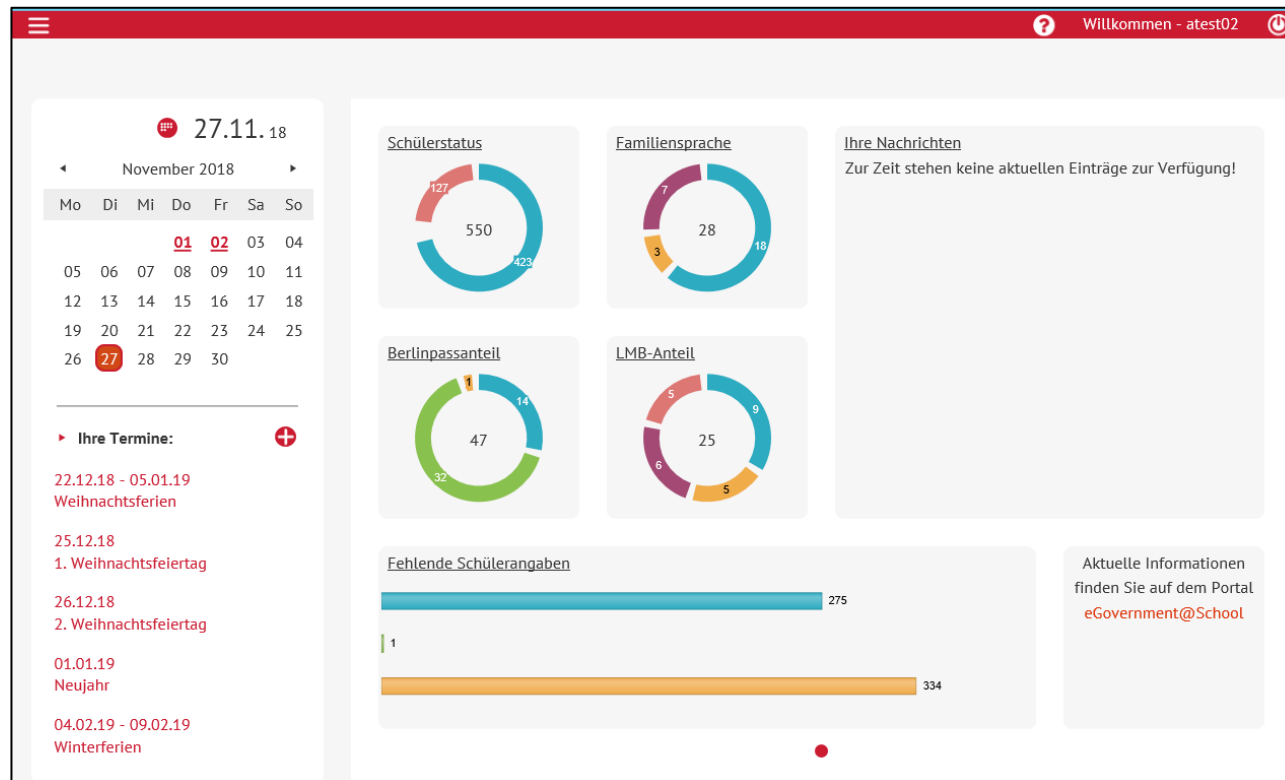 Willkommen - atest02
27.11. 18
November 2018
Mo Di Mi Do Fr Sa So
01 02 03 04
05 06 07 08 09 10 11
12 13 14 15 16 17 18
19 20 21 22 23 24 25
26 27 28 29 30
Ihre Termine:
22.12.18 - 05.01.19
Weihnachtsferien
25.12.18
1. Weihnachtsfeiertag
26.12.18
2. Weihnachtsfeiertag
01.01.19
Neujahr
04.02.19 - 09.02.19
Winterferien
Schülerstatus
127
550
423
Familiensprache
7
28
18
3
Ihre Nachrichten
Zur Zeit stehen keine aktuellen Einträge zur Verfügung!
Berlinpassanteil
1
14
47
32
LMB-Anteil
5
9
25
6
5
Fehlende Schülerangaben
275
1
334
Aktuelle Informationen
finden Sie auf dem Portal
eGovernment@School